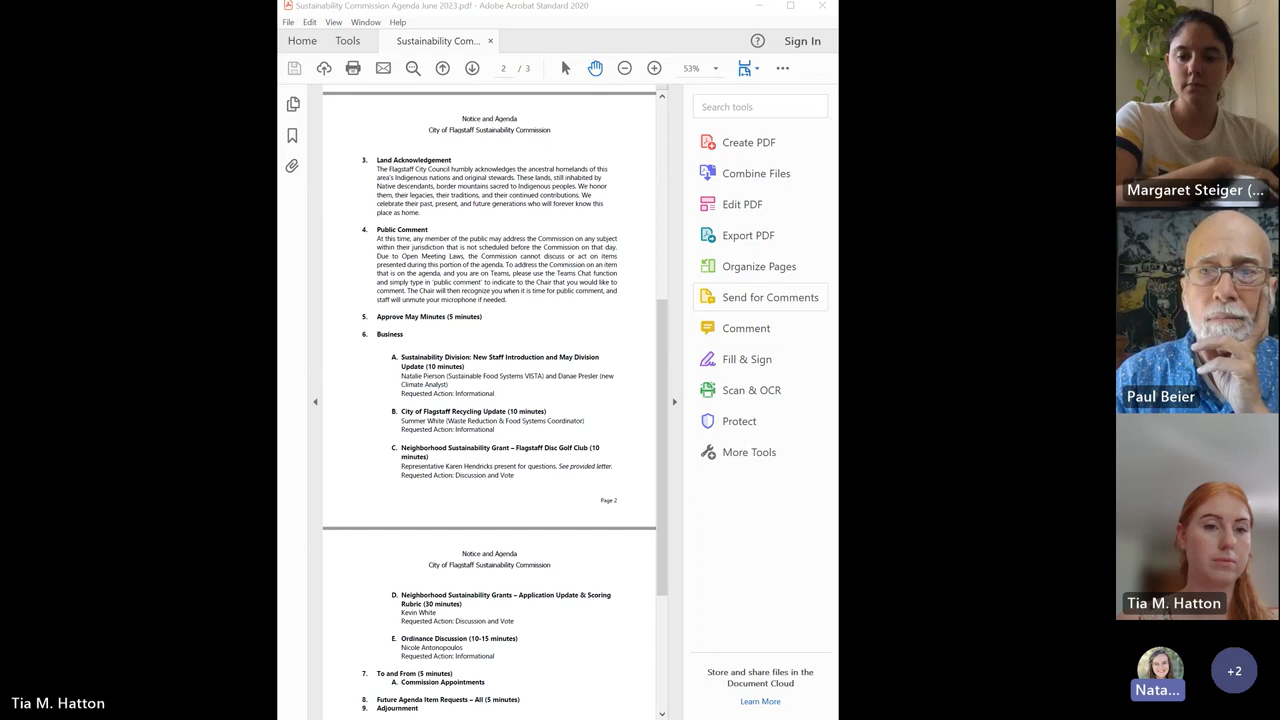 Sustainability Commission Agenda June 2023.pdf - Adobe Acrobat Standard 2020
File Edit View Window Help
Home Tools Sustainability Com... × Sign In
2 / 3 53%
Notice and Agenda
City of Flagstaff Sustainability Commission
3. Land Acknowledgement
The Flagstaff City Council humbly acknowledges the ancestral homelands of this
area's Indigenous nations and original stewards. These lands, still inhabited by
Native descendants, border mountains sacred to Indigenous peoples. We honor
them, their legacies, their traditions, and their continued contributions. We
celebrate their past, present, and future generations who will forever know this
place as home.
4. Public Comment
At this time, any member of the public may address the Commission on any subject
within their jurisdiction that is not scheduled before the Commission on that day.
Due to Open Meeting Laws, the Commission cannot discuss or act on items
presented during this portion of the agenda. To address the Commission on an item
that is on the agenda, and you are on Teams, please use the Teams Chat function
and simply type in 'public comment' to indicate to the Chair that you would like to
comment. The Chair will then recognize you when it is time for public comment, and
staff will unmute your microphone if needed.
5. Approve May Minutes (5 minutes)
6. Business
A. Sustainability Division: New Staff Introduction and May Division
Update (10 minutes)
Natalie Pierson (Sustainable Food Systems VISTA) and Danae Presler (new
Climate Analyst)
Requested Action: Informational
B. City of Flagstaff Recycling Update (10 minutes)
Summer White (Waste Reduction & Food Systems Coordinator)
Requested Action: Informational
C. Neighborhood Sustainability Grant – Flagstaff Disc Golf Club (10
minutes)
Representative Karen Hendricks present for questions. See provided letter.
Requested Action: Discussion and Vote
Page 2
Notice and Agenda
City of Flagstaff Sustainability Commission
D. Neighborhood Sustainability Grants – Application Update & Scoring
Rubric (30 minutes)
Kevin White
Requested Action: Discussion and Vote
E. Ordinance Discussion (10-15 minutes)
Nicole Antonopoulos
Requested Action: Informational
7. To and From (5 minutes)
A. Commission Appointments
8. Future Agenda Item Requests – All (5 minutes)
9. Adjournment
Search tools
Create PDF
Combine Files
Edit PDF
Export PDF
Organize Pages
Send for Comments
Comment
Fill & Sign
Scan & OCR
Protect
More Tools
Store and share files in the
Document Cloud
Learn More
Margaret Steiger (...
Paul Beier
Tia M. Hatton
Nata...
+2
Tia M. Hatton